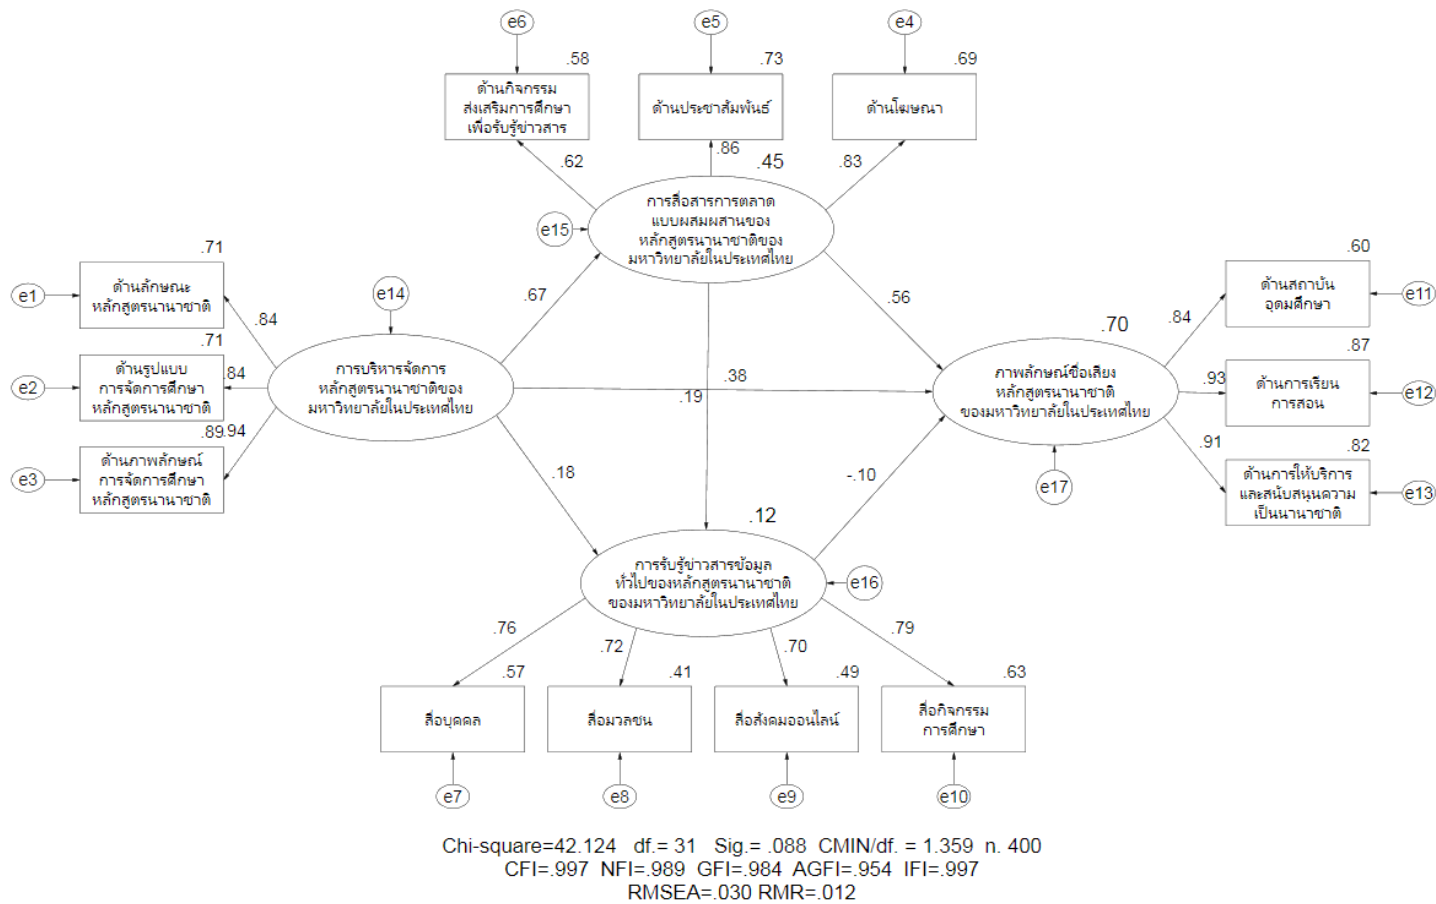 e6
e5
e4
.58
.73
.69
ด้านกิจกรรม
ส่งเสริมการศึกษา
เพื่อรับรู้ข่าวสาร
ด้านประชาสัมพันธ์
ด้านโฆษณา
.62
.86
.45
.83
การสื่อสารการตลาด
แบบผสมผสานของ
หลักสูตรนานาชาติของ
มหาวิทยาลัยในประเทศไทย
e15
.71
ด้านลักษณะ
หลักสูตรนานาชาติ
e1
.84
e14
.67
.56
.60
ด้านสถาบัน
อุดมศึกษา
e11
.84
.70
.71
ด้านรูปแบบ
การจัดการศึกษา
หลักสูตรนานาชาติ
e2
.84
การบริหารจัดการ
หลักสูตรนานาชาติของ
มหาวิทยาลัยในประเทศไทย
.38
.19
ภาพลักษณ์ชื่อเสียง
หลักสูตรนานาชาติ
ของมหาวิทยาลัยในประเทศไทย
.87
.93
ด้านการเรียน
การสอน
e12
.89
.94
ด้านภาพลักษณ์
การจัดการศึกษา
หลักสูตรนานาชาติ
e3
.18
-.10
e17
.91
.82
ด้านการให้บริการ
และสนับสนุนความ
เป็นนานาชาติ
e13
.12
การรับรู้ข่าวสารข้อมูล
ทั่วไปของหลักสูตรนานาชาติ
ของมหาวิทยาลัยในประเทศไทย
e16
.76
.72
.70
.79
.57
.41
.49
.63
สื่อบุคคล
สื่อมวลชน
สื่อสังคมออนไลน์
สื่อกิจกรรม
การศึกษา
e7
e8
e9
e10
Chi-square=42.124 df.= 31 Sig.= .088 CMIN/df. = 1.359 n. 400
CFI=.997 NFI=.989 GFI=.984 AGFI=.954 IFI=.997
RMSEA=.030 RMR=.012